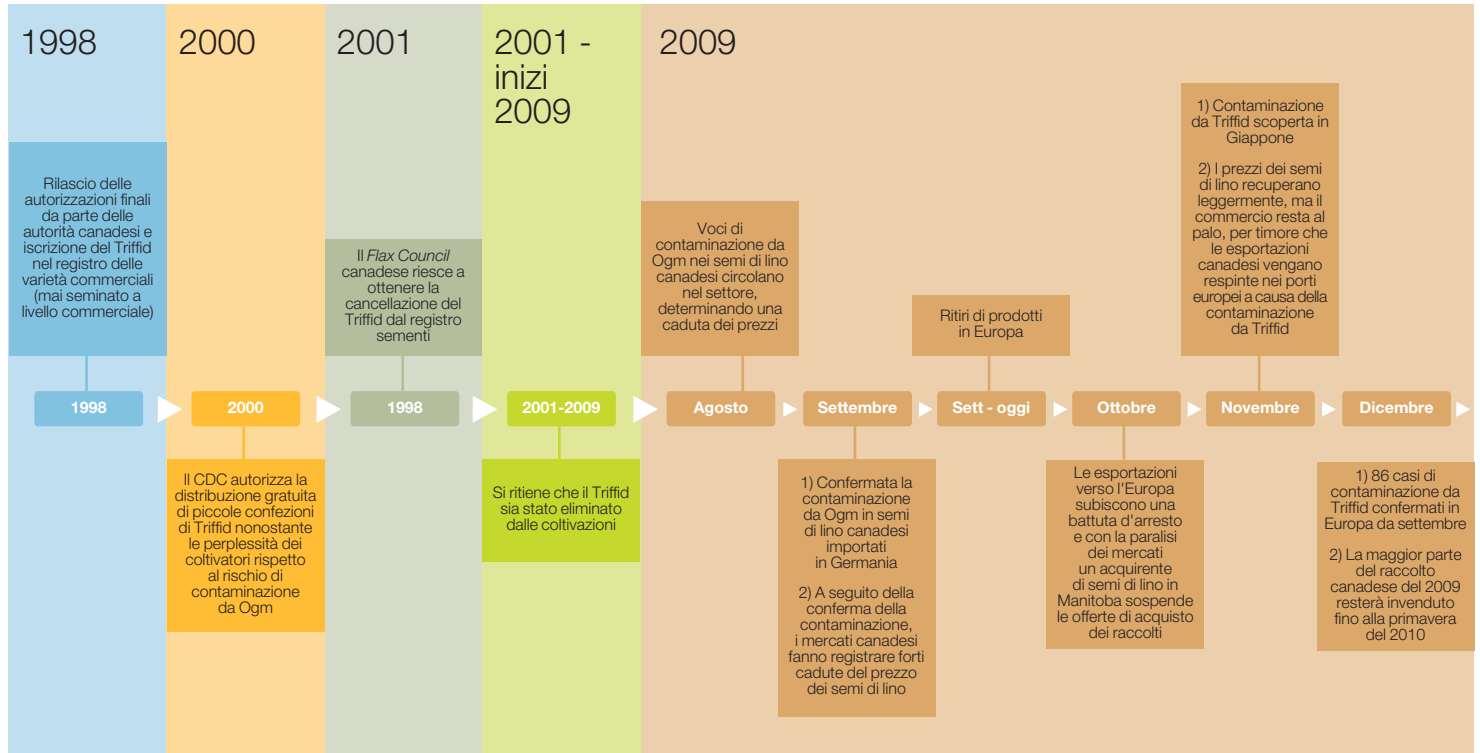 1998
2000
2001
2001 -
inizi
2009
2009
Rilascio delle
autorizzazioni finali
da parte delle
autorità canadesi e
iscrizione del Triffid
nel registro delle
varietà commerciali
(mai seminato a
livello commerciale)
Il Flax Council
canadese riesce a
ottenere la
cancellazione del
Triffid dal registro
sementi
Voci di
contaminazione da
Ogm nei semi di lino
canadesi circolano
nel settore,
determinando una
caduta dei prezzi
Ritiri di prodotti
in Europa
1) Contaminazione
da Triffid scoperta in
Giappone
2) I prezzi dei semi
di lino recuperano
leggermente, ma il
commercio resta al
palo, per timore che
le esportazioni
canadesi vengano
respinte nei porti
europei a causa della
contaminazione
da Triffid
1998
2000
1998
2001-2009
Agosto
Settembre
Sett - oggi
Ottobre
Novembre
Dicembre
Il CDC autorizza la
distribuzione gratuita
di piccole confezioni
di Triffid nonostante
le perplessità dei
coltivatori rispetto
al rischio di
contaminazione
da Ogm
Si ritiene che il Triffid
sia stato eliminato
dalle coltivazioni
1) Confermata la
contaminazione
da Ogm in semi
di lino canadesi
importati
in Germania
2) A seguito della
conferma della
contaminazione,
i mercati canadesi
fanno registrare forti
cadute del prezzo
dei semi di lino
Le esportazioni
verso l'Europa
subiscono una
battuta d'arresto
e con la paralisi
dei mercati
un acquirente
di semi di lino in
Manitoba sospende
le offerte di acquisto
dei raccolti
1) 86 casi di
contaminazione da
Triffid confermati in
Europa da settembre
2) La maggior parte
del raccolto
canadese del 2009
resterà invenduto
fino alla primavera
del 2010